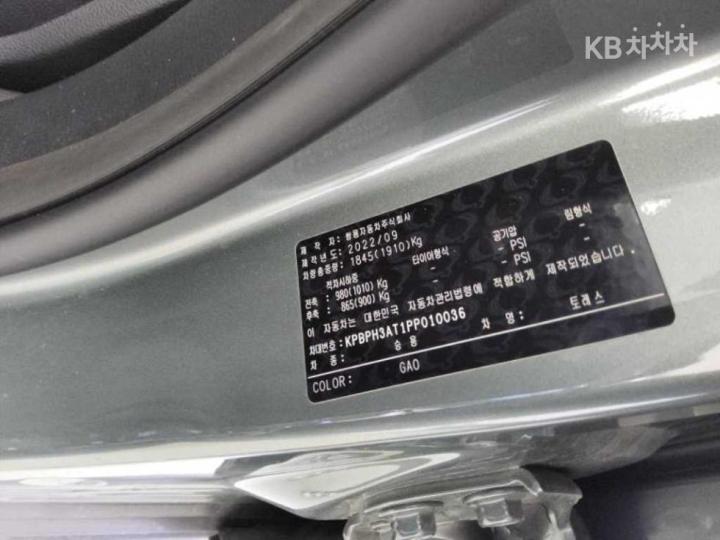 KB차차차
제 작 자: 쌍용자동차주식회사
제작년도: 2022/09
차량총중량: 1845(1910)Kg
적차시하중 타이어형식 공기압 림형식
전축: 980(1010) Kg - - PSI -
후축: 865(900) Kg - - PSI -
이 자동차는 대한민국 자동차관리법령에 적합하게 제작되었습니다.
차대번호: KPBPH3AT1PP010036 차 명: 토레스
차 종: 승용
COLOR: GAO